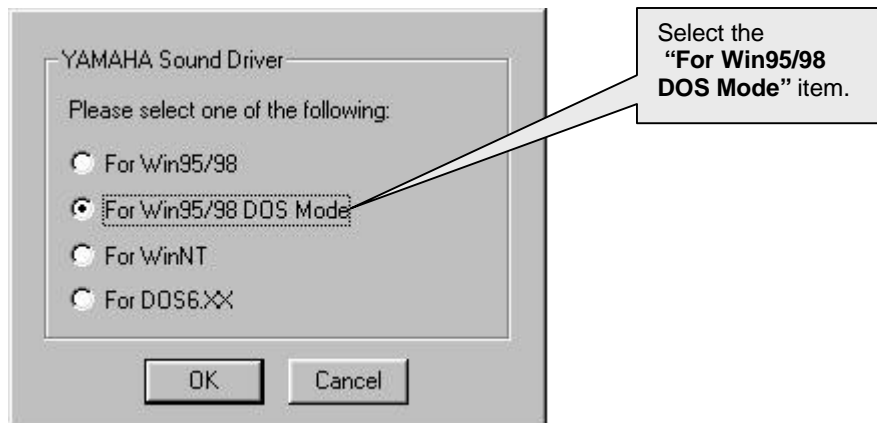 YAMAHA Sound Driver
Please select one of the following:
For Win95/98
For Win95/98 DOS Mode
For WinNT
For DOS6.XX
OK
Cancel
Select the
“For Win95/98
DOS Mode” item.